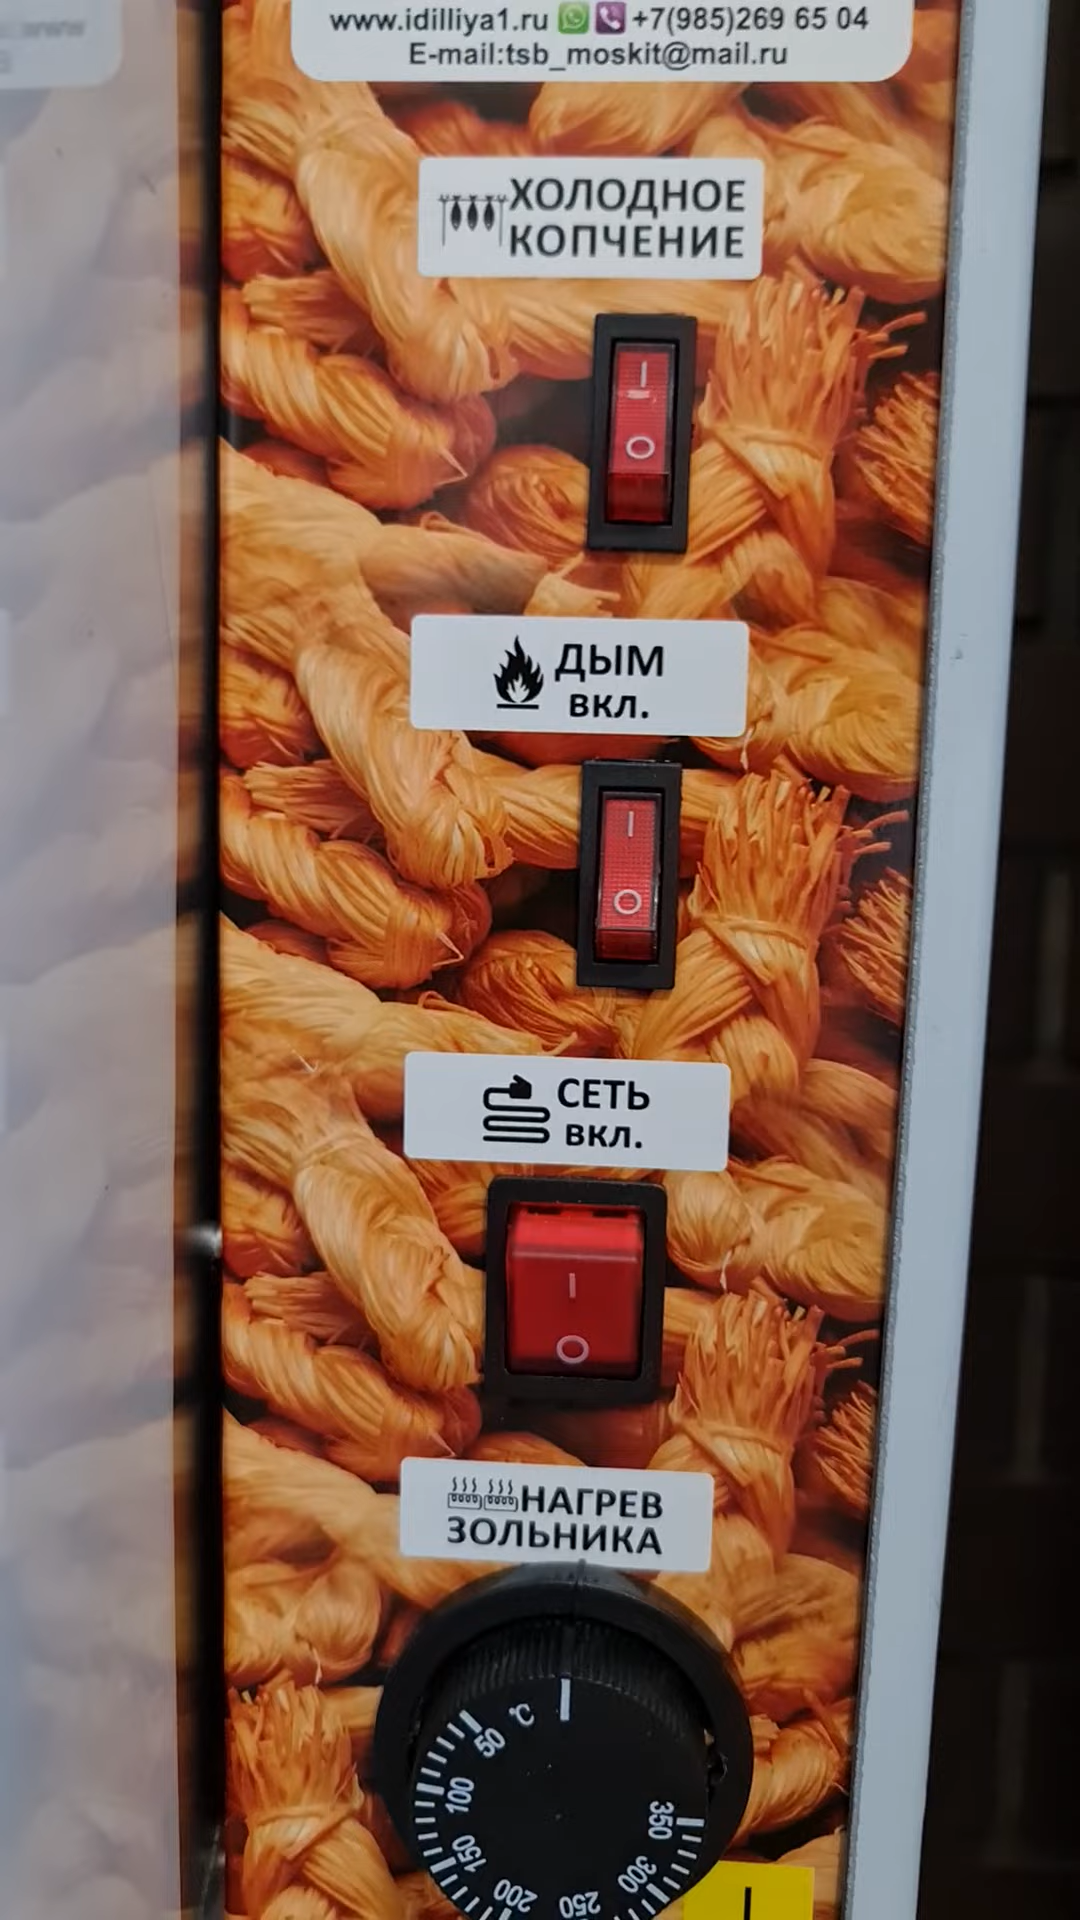 www.idilliya1.ru +7(985)269 65 04
E-mail:tsb_moskit@mail.ru
ХОЛОДНОЕ
КОПЧЕНИЕ
I
O
ДЫМ
ВКЛ.
I
O
СЕТЬ
ВКЛ.
I
O
НАГРЕВ
ЗОЛЬНИКА
°C
50
100
150
200
250
300
350